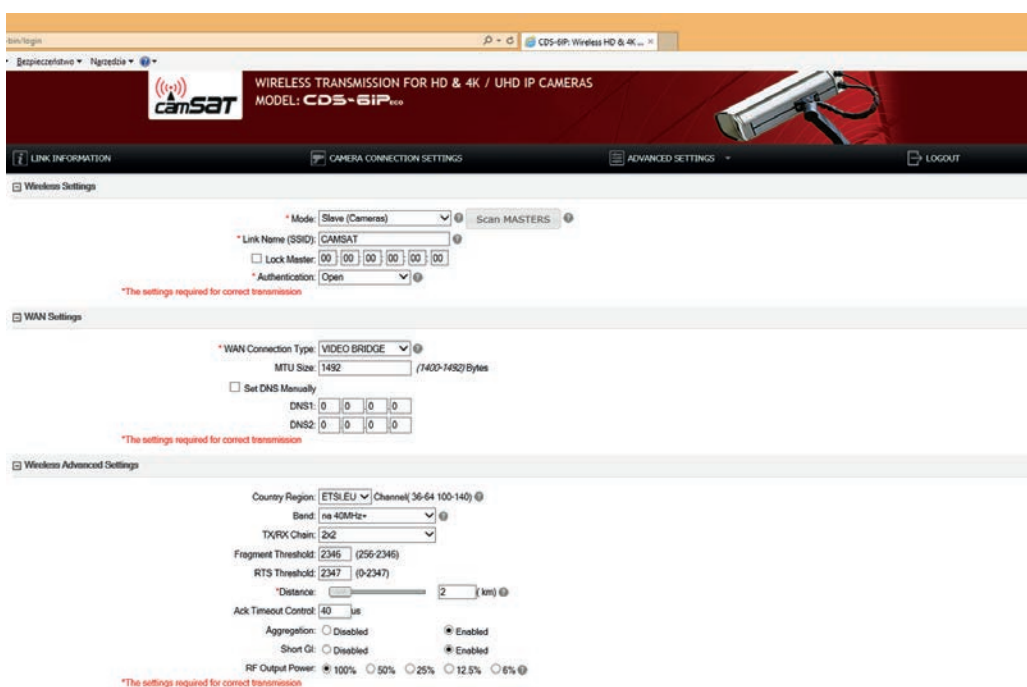 -bin/login
CDS-6IP: Wireless HD & 4K ...
Bezpieczeństwo Narzędzia
camsat
WIRELESS TRANSMISSION FOR HD & 4K / UHD IP CAMERAS
MODEL: CDS-6IPeco
LINK INFORMATION CAMERA CONNECTION SETTINGS ADVANCED SETTINGS LOGOUT
Wireless Settings
* Mode: Slave (Cameras) Scan MASTERS
* Link Name (SSID): CAMSAT
Lock Master: 00 : 00 : 00 : 00 : 00 : 00
* Authentication: Open
*The settings required for correct transmission
WAN Settings
* WAN Connection Type: VIDEO BRIDGE
MTU Size: 1492 (1400-1492) Bytes
Set DNS Manually
DNS1: 0 . 0 . 0 . 0
DNS2: 0 . 0 . 0 . 0
*The settings required for correct transmission
Wireless Advanced Settings
Country Region: ETSI,EU Channel( 36-64 100-140)
Band: na 40MHz+
TX/RX Chain: 2x2
Fragment Threshold: 2346 (256-2346)
RTS Threshold: 2347 (0-2347)
*Distance: 2 ( km)
Ack Timeout Control: 40 us
Aggregation: Disabled Enabled
Short GI: Disabled Enabled
RF Output Power: 100% 50% 25% 12.5% 6%
*The settings required for correct transmission